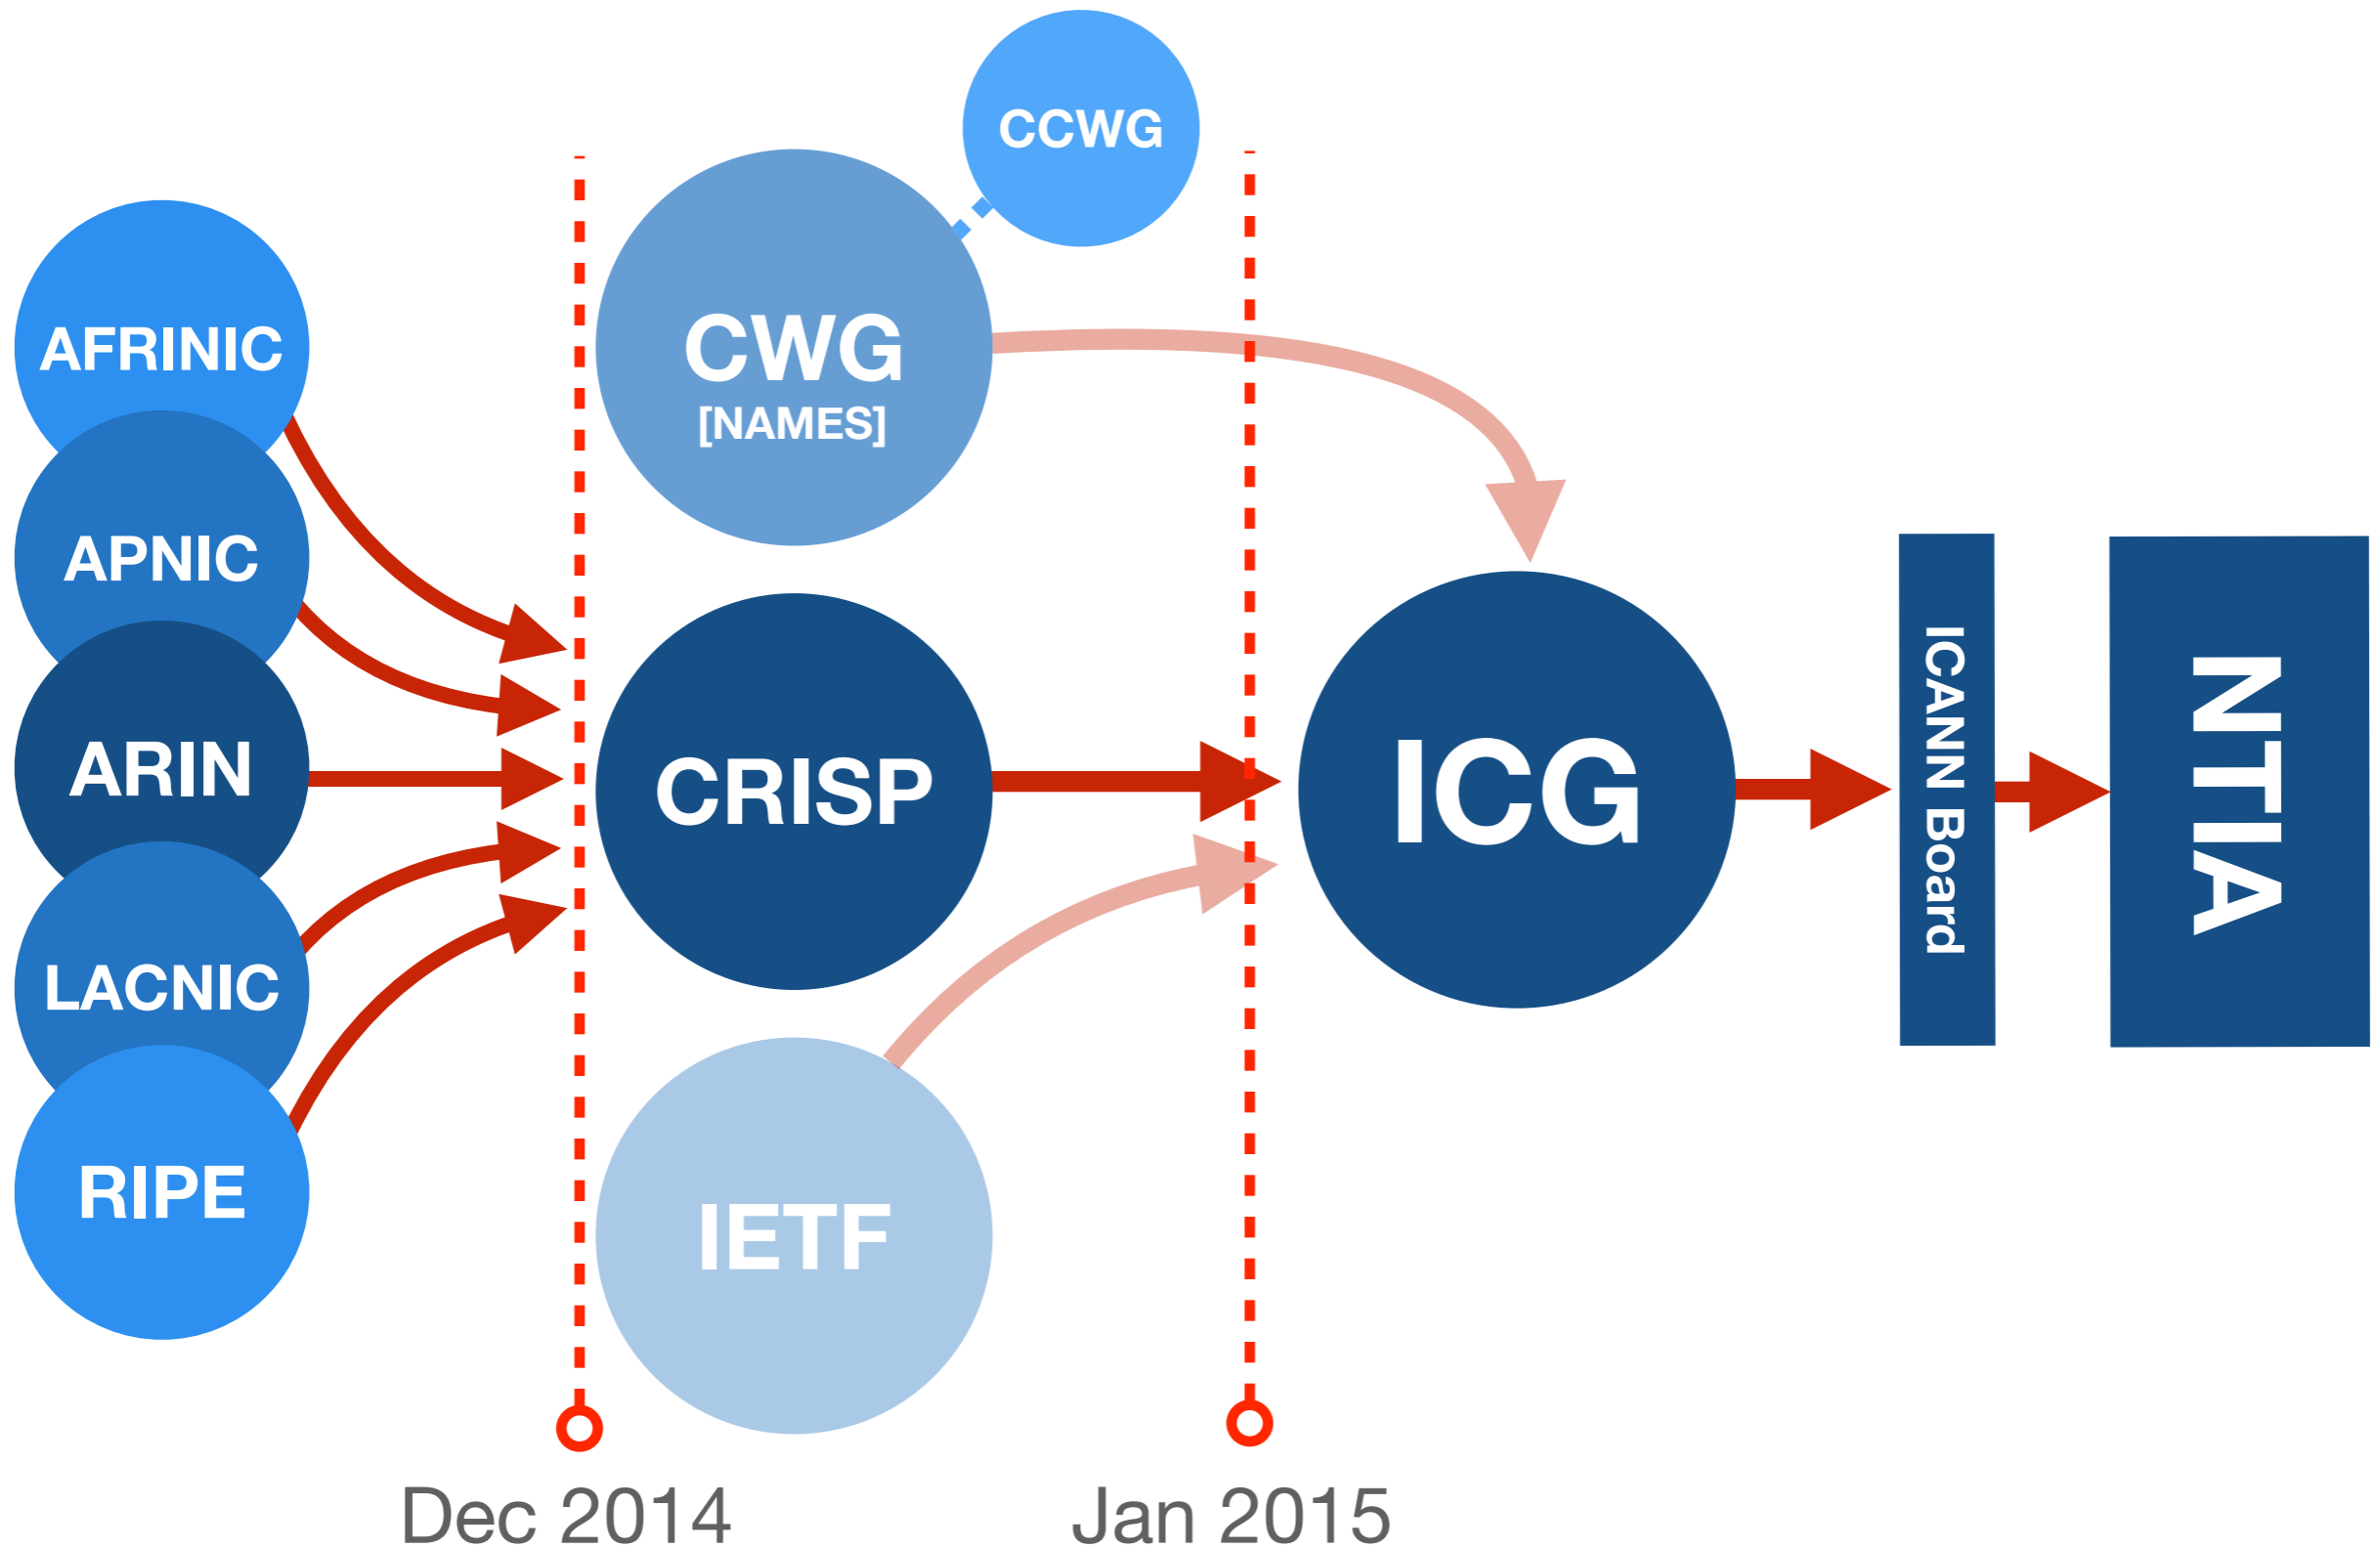 AFRINIC
APNIC
ARIN
LACNIC
RIPE
CCWG
CWG
[NAMES]
CRISP
IETF
ICG
ICANN Board
NTIA
Dec 2014
Jan 2015